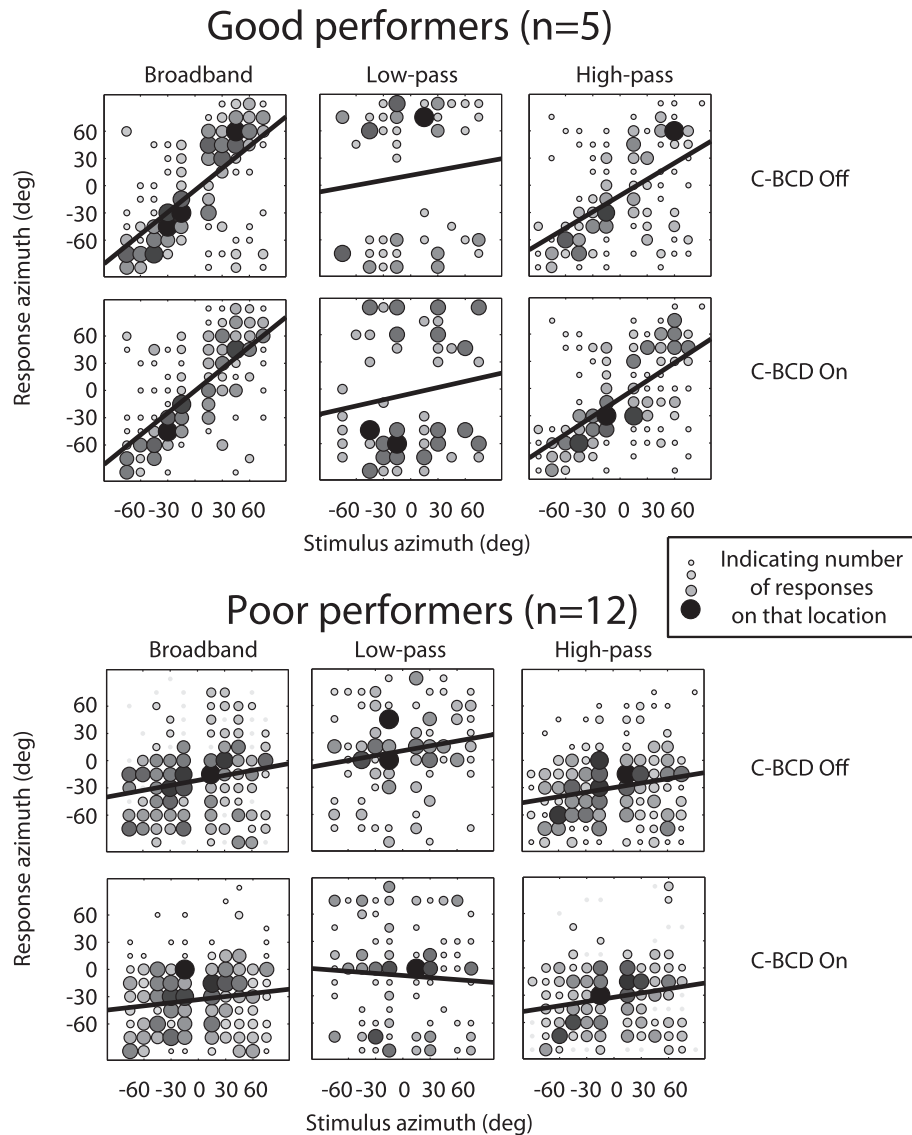 Good performers (n=5)
Broadband Low-pass High-pass
Response azimuth (deg)
60
30
0
-30
-60
C-BCD Off
60
30
0
-30
-60
C-BCD On
-60 -30 0 30 60 -60 -30 0 30 60 -60 -30 0 30 60
Stimulus azimuth (deg)
Indicating number
of responses
on that location
Poor performers (n=12)
Broadband Low-pass High-pass
Response azimuth (deg)
60
30
0
-30
-60
C-BCD Off
60
30
0
-30
-60
C-BCD On
-60 -30 0 30 60 -60 -30 0 30 60 -60 -30 0 30 60
Stimulus azimuth (deg)